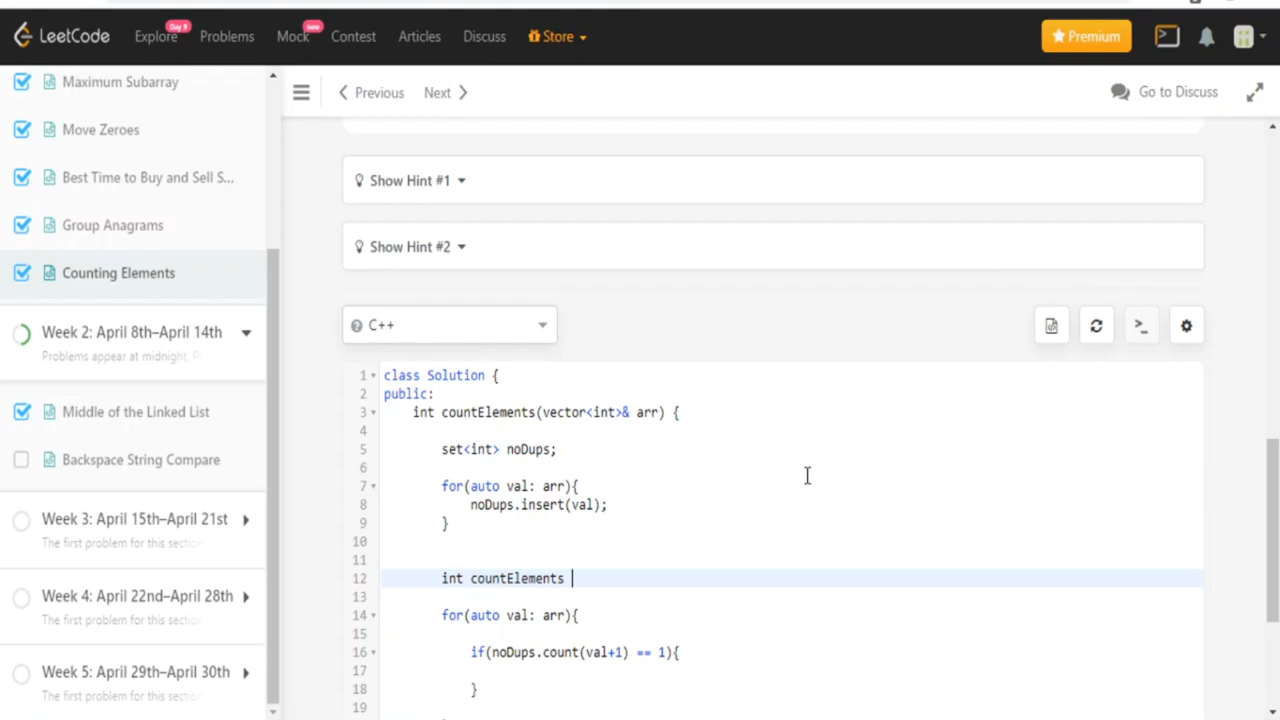 LeetCode Explore Day 9 Problems Mock new Contest Articles Discuss Store Premium
Maximum Subarray
Move Zeroes
Best Time to Buy and Sell S...
Group Anagrams
Counting Elements
Week 2: April 8th–April 14th
Problems appear at midnight,
Middle of the Linked List
Backspace String Compare
Week 3: April 15th–April 21st
The first problem for this section
Week 4: April 22nd–April 28th
The first problem for this section
Week 5: April 29th–April 30th
The first problem for this section
Previous Next Go to Discuss
Show Hint #1
Show Hint #2
C++
1 class Solution {
2 public:
3 int countElements(vector<int>& arr) {
4
5 set<int> noDups;
6
7 for(auto val: arr){
8 noDups.insert(val);
9 }
10
11
12 int countElements
13
14 for(auto val: arr){
15
16 if(noDups.count(val+1) == 1){
17
18 }
19